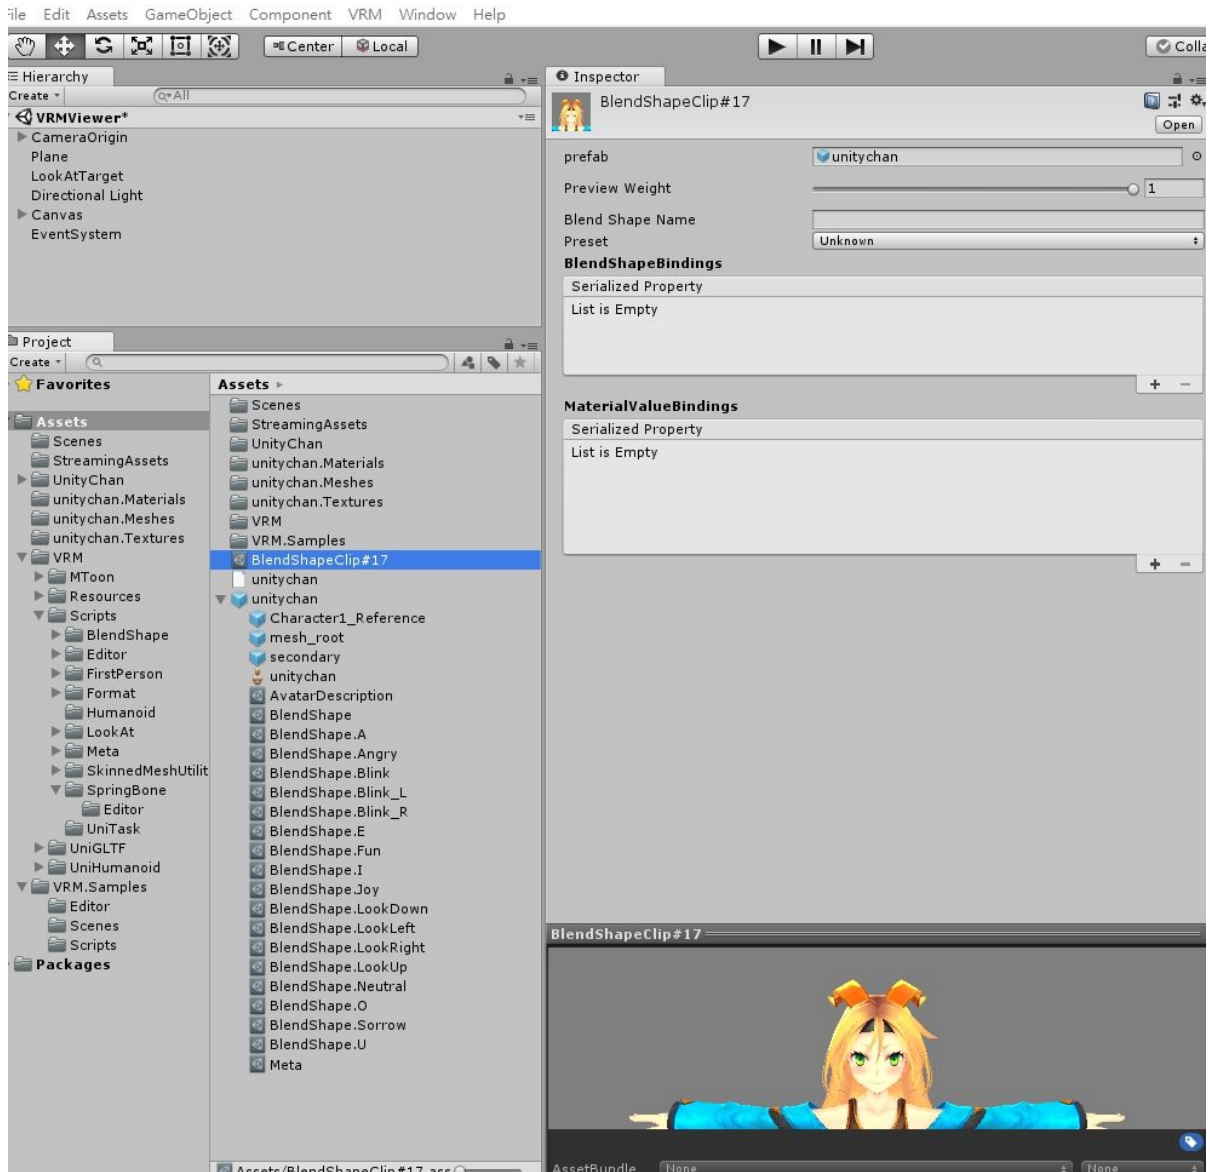 File Edit Assets GameObject Component VRM Window Help
Center Local
Colla
Hierarchy
Create
All
VRMViewer*
CameraOrigin
Plane
LookAtTarget
Directional Light
Canvas
EventSystem
Project
Create
Favorites
Assets
Scenes
StreamingAssets
UnityChan
unitychan.Materials
unitychan.Meshes
unitychan.Textures
VRM
MToon
Resources
Scripts
BlendShape
Editor
FirstPerson
Format
Humanoid
LookAt
Meta
SkinnedMeshUtilit
SpringBone
Editor
UniTask
UniGLTF
UniHumanoid
VRM.Samples
Editor
Scenes
Scripts
Packages
Assets
Scenes
StreamingAssets
UnityChan
unitychan.Materials
unitychan.Meshes
unitychan.Textures
VRM
VRM.Samples
BlendShapeClip#17
unitychan
unitychan
Character1_Reference
mesh_root
secondary
unitychan
AvatarDescription
BlendShape
BlendShape.A
BlendShape.Angry
BlendShape.Blink
BlendShape.Blink_L
BlendShape.Blink_R
BlendShape.E
BlendShape.Fun
BlendShape.I
BlendShape.Joy
BlendShape.LookDown
BlendShape.LookLeft
BlendShape.LookRight
BlendShape.LookUp
BlendShape.Neutral
BlendShape.O
BlendShape.Sorrow
BlendShape.U
Meta
Assets/BlendShapeClip#17.ass
Inspector
BlendShapeClip#17
Open
prefab unitychan
Preview Weight 1
Blend Shape Name
Preset Unknown
BlendShapeBindings
Serialized Property
List is Empty
+ −
MaterialValueBindings
Serialized Property
List is Empty
+ −
BlendShapeClip#17
AssetBundle None None